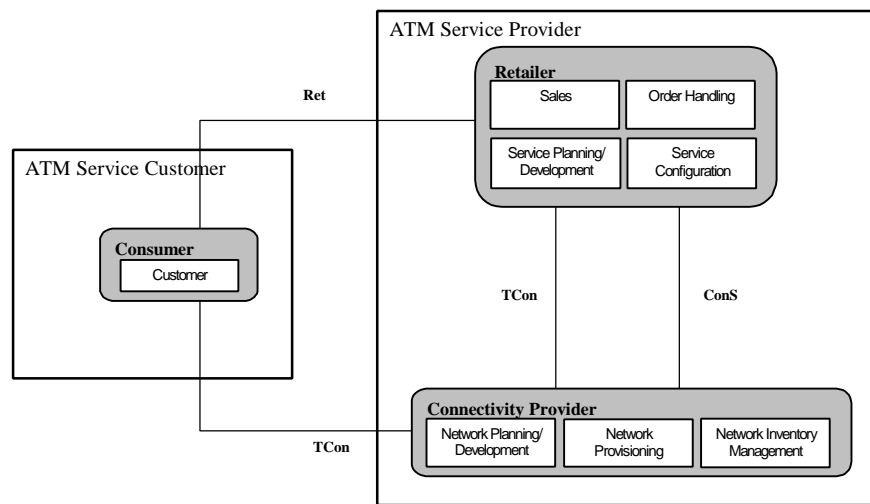 ATM Service Provider
Retailer
Sales
Order Handling
Service Planning/
Development
Service
Configuration
Ret
ATM Service Customer
Consumer
Customer
TCon
ConS
Connectivity Provider
Network Planning/
Development
Network
Provisioning
Network Inventory
Management
TCon